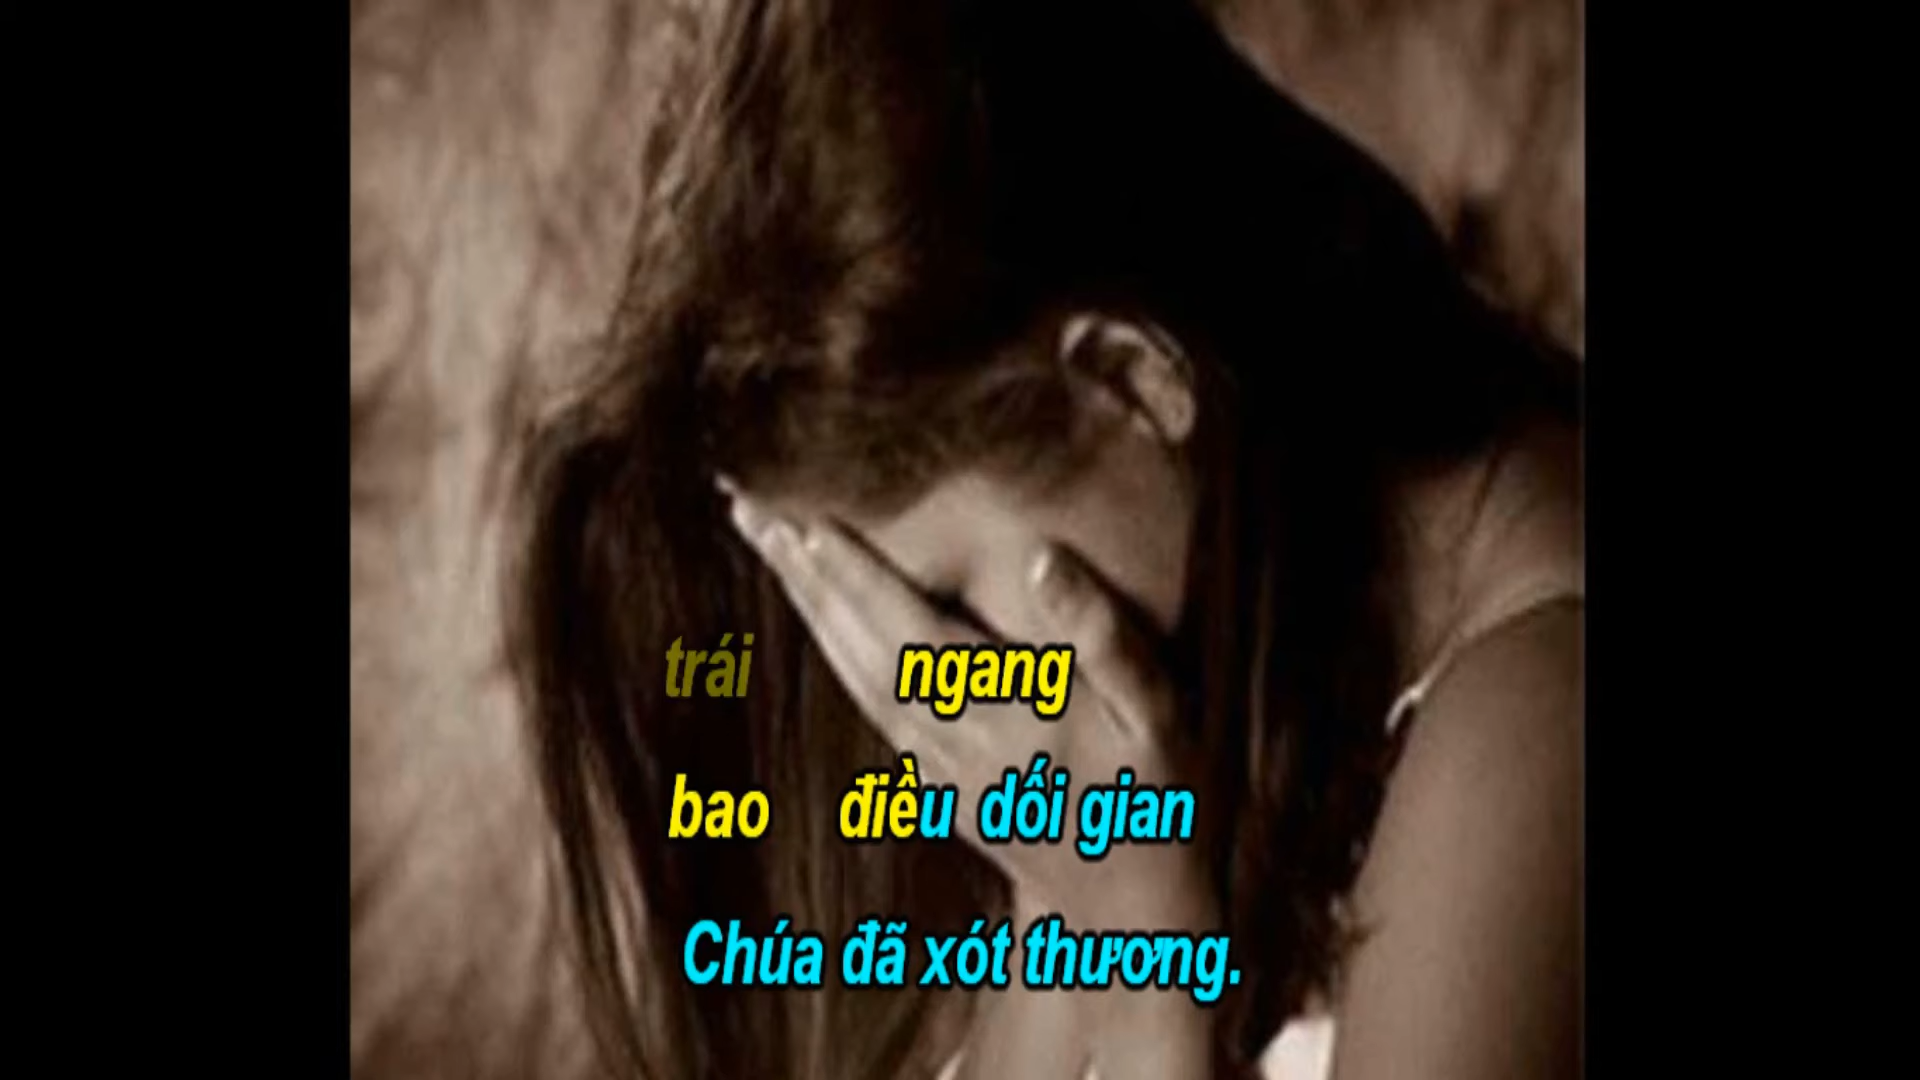 trái ngang
bao điều dối gian
Chúa đã xót thương.